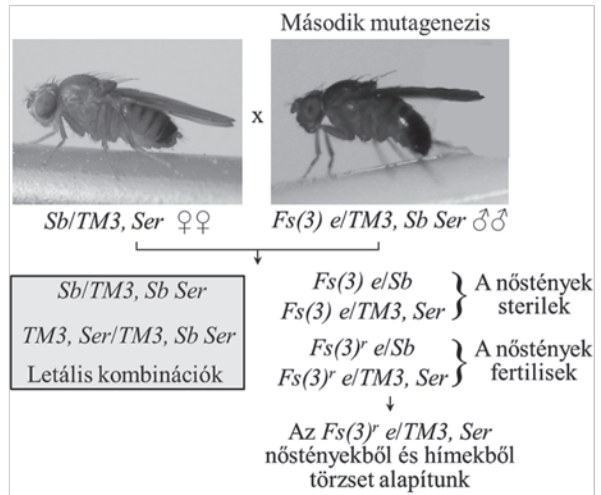 Második mutagenezis
x
Sb/TM3, Ser ♀♀
Fs(3) e/TM3, Sb Ser ♂♂
Sb/TM3, Sb Ser
TM3, Ser/TM3, Sb Ser
Letális kombinációk
Fs(3) e/Sb
Fs(3) e/TM3, Ser
} A nőstények
sterilek
Fs(3)ʳ e/Sb
Fs(3)ʳ e/TM3, Ser
} A nőstények
fertilisek
Az Fs(3)ʳ e/TM3, Ser
nőstényekből és hímekből
törzset alapítunk